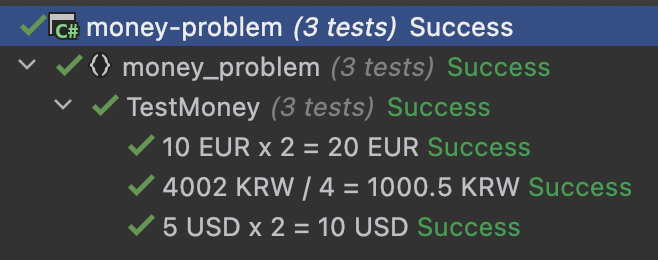 C# money-problem (3 tests) Success
{} money_problem (3 tests) Success
TestMoney (3 tests) Success
10 EUR x 2 = 20 EUR Success
4002 KRW / 4 = 1000.5 KRW Success
5 USD x 2 = 10 USD Success